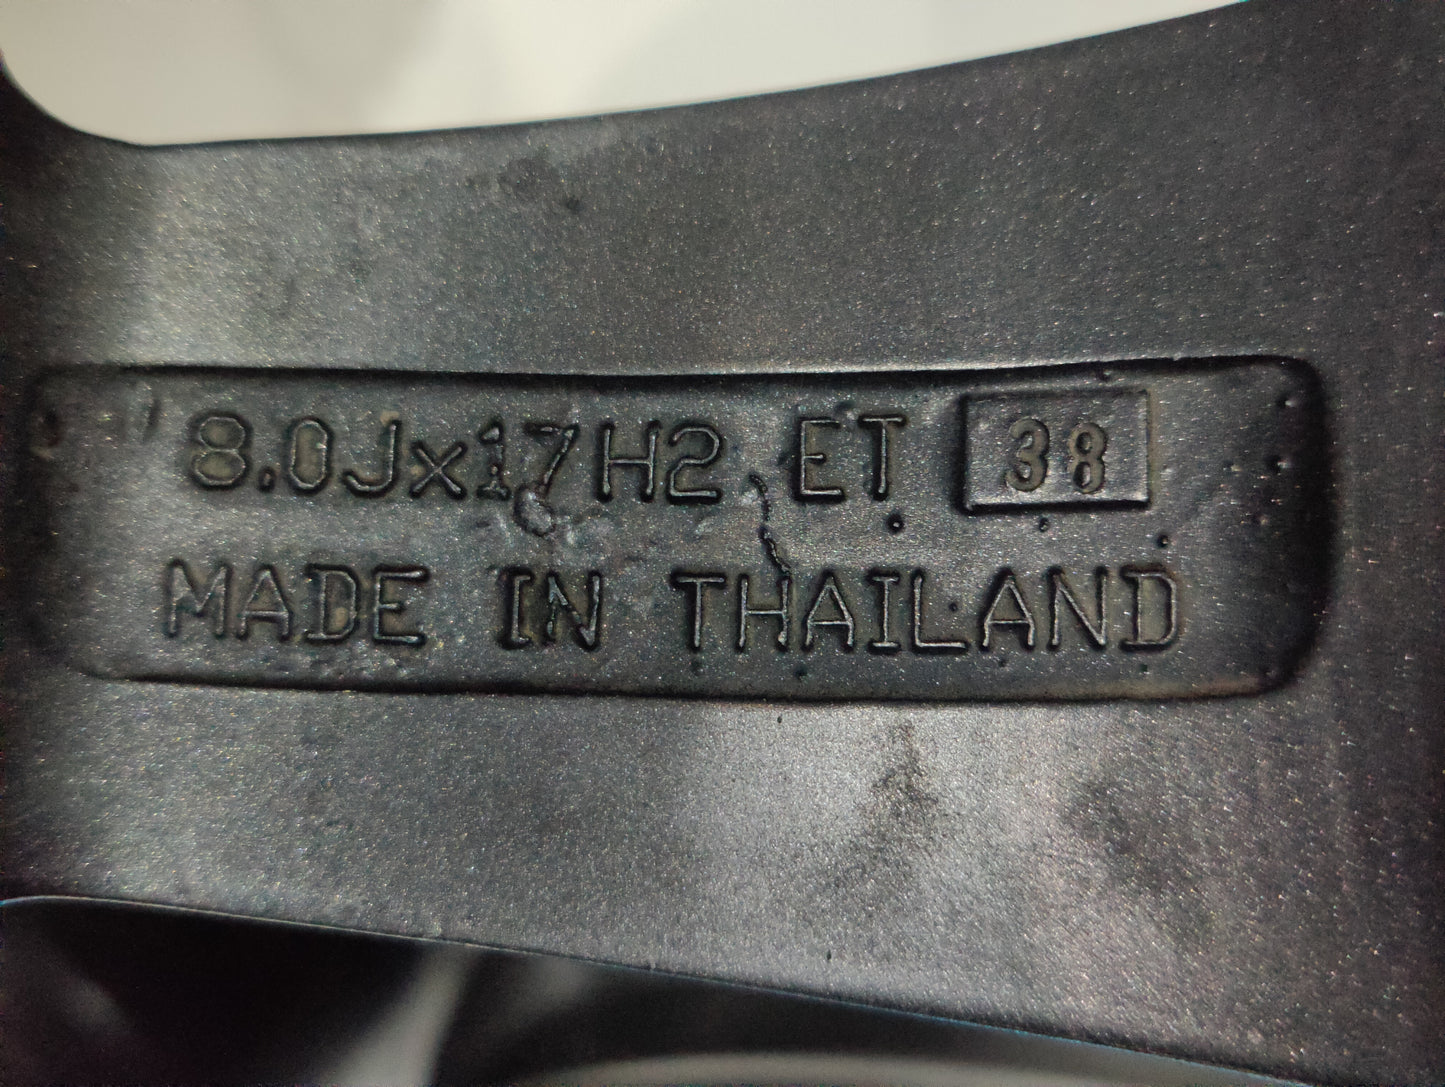 8.0Jx17H2 ET 38
MADE IN THAILAND